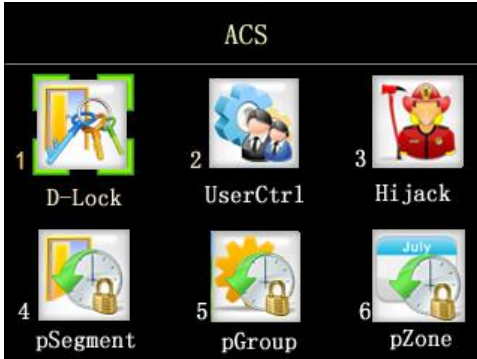 ACS
1 2 3
D-Lock UserCtrl Hijack
July
4 5 6
pSegment pGroup pZone